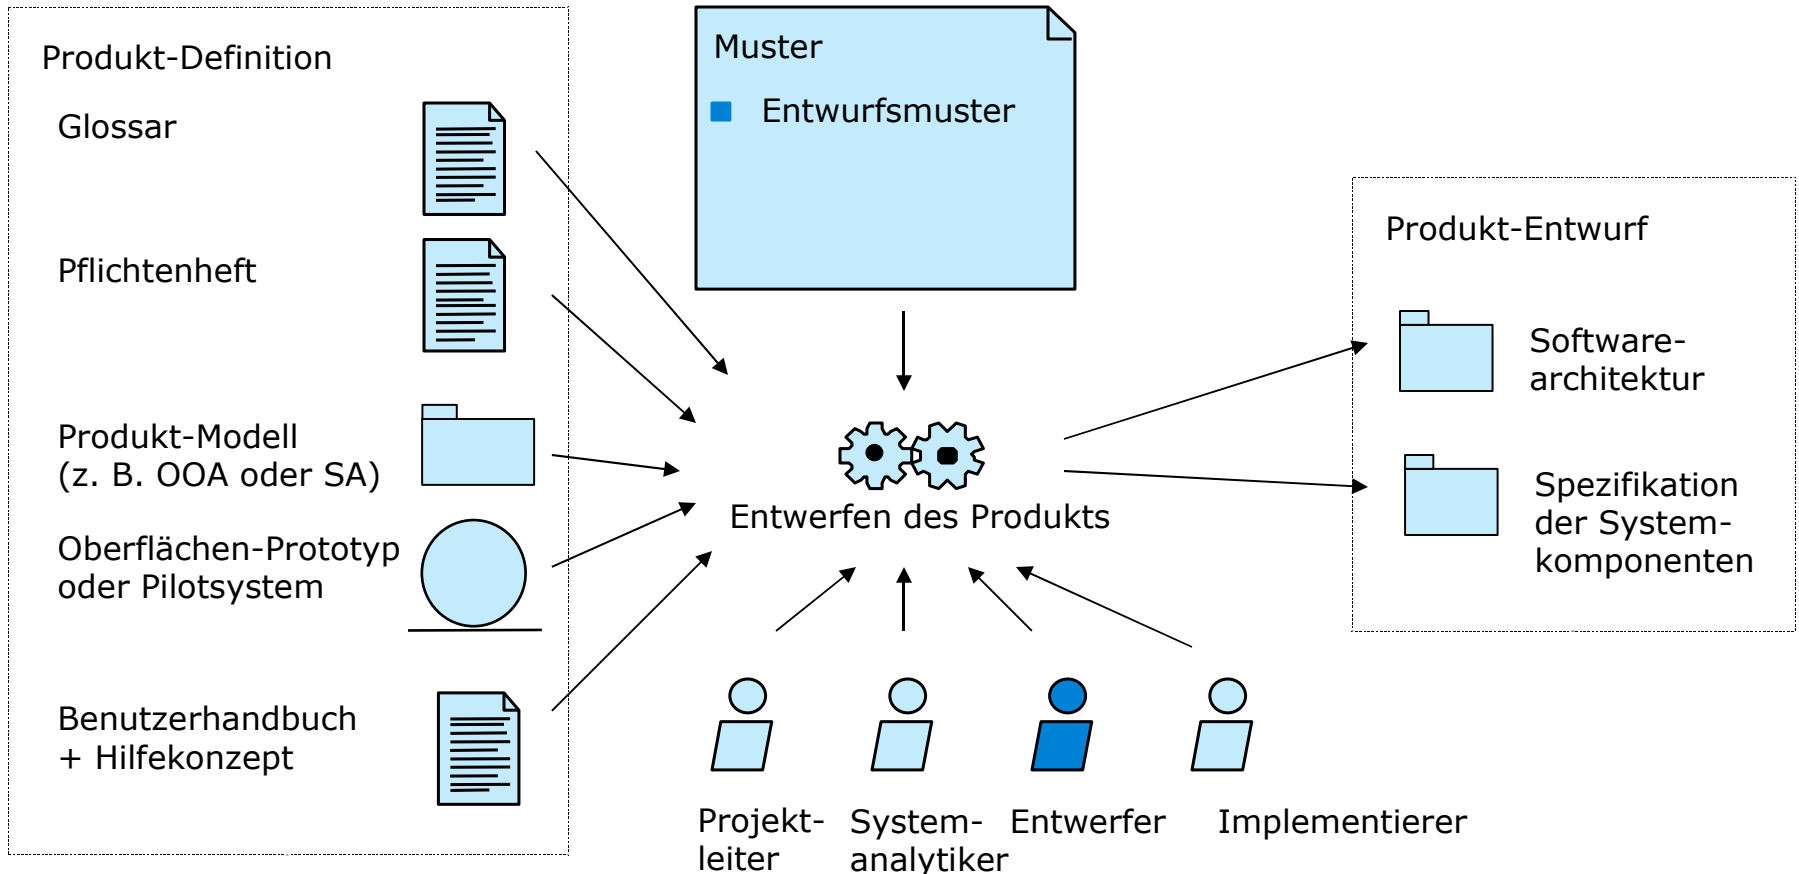 Produkt-Definition
Glossar
Pflichtenheft
Produkt-Modell
(z. B. OOA oder SA)
Oberflächen-Prototyp
oder Pilotsystem
Benutzerhandbuch
+ Hilfekonzept
Muster
Entwurfsmuster
Entwerfen des Produkts
Projekt-
leiter
System-
analytiker
Entwerfer
Implementierer
Produkt-Entwurf
Software-
architektur
Spezifikation
der System-
komponenten